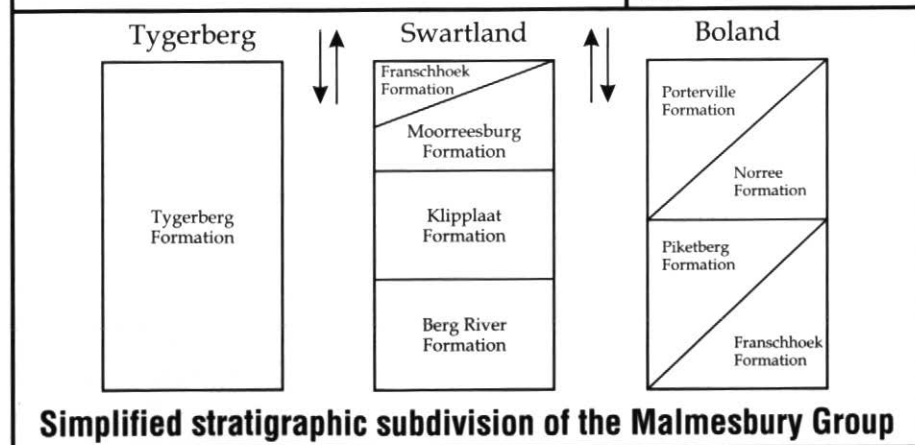 Tygerberg
Swartland
Boland
Tygerberg
Formation
Franschhoek
Formation
Moorreesburg
Formation
Klipplaat
Formation
Berg River
Formation
Porterville
Formation
Norree
Formation
Piketberg
Formation
Franschhoek
Formation
Simplified stratigraphic subdivision of the Malmesbury Group